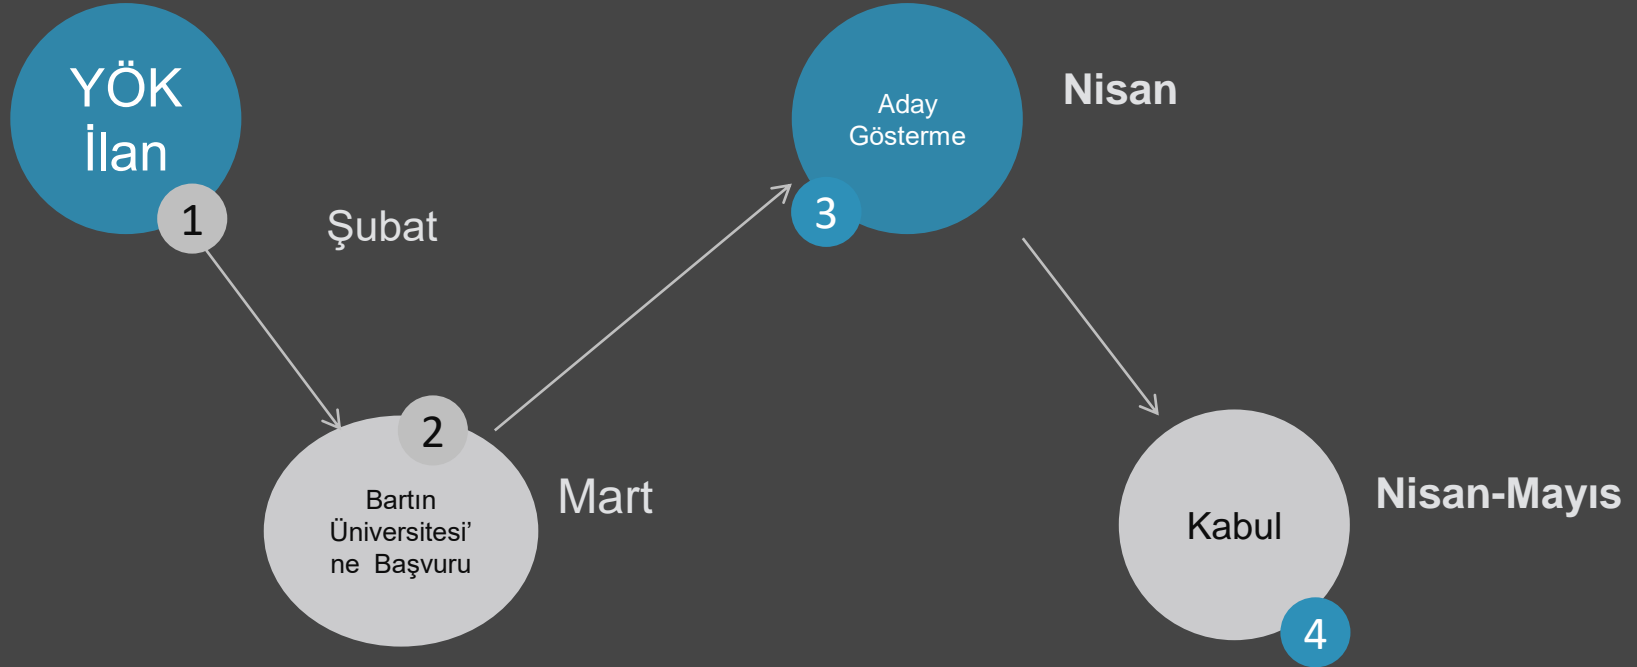 YÖK
İlan
1
Şubat
2
Bartın
Üniversitesi’
ne Başvuru
Mart
Aday
Gösterme
3
Nisan
Kabul
4
Nisan-Mayıs